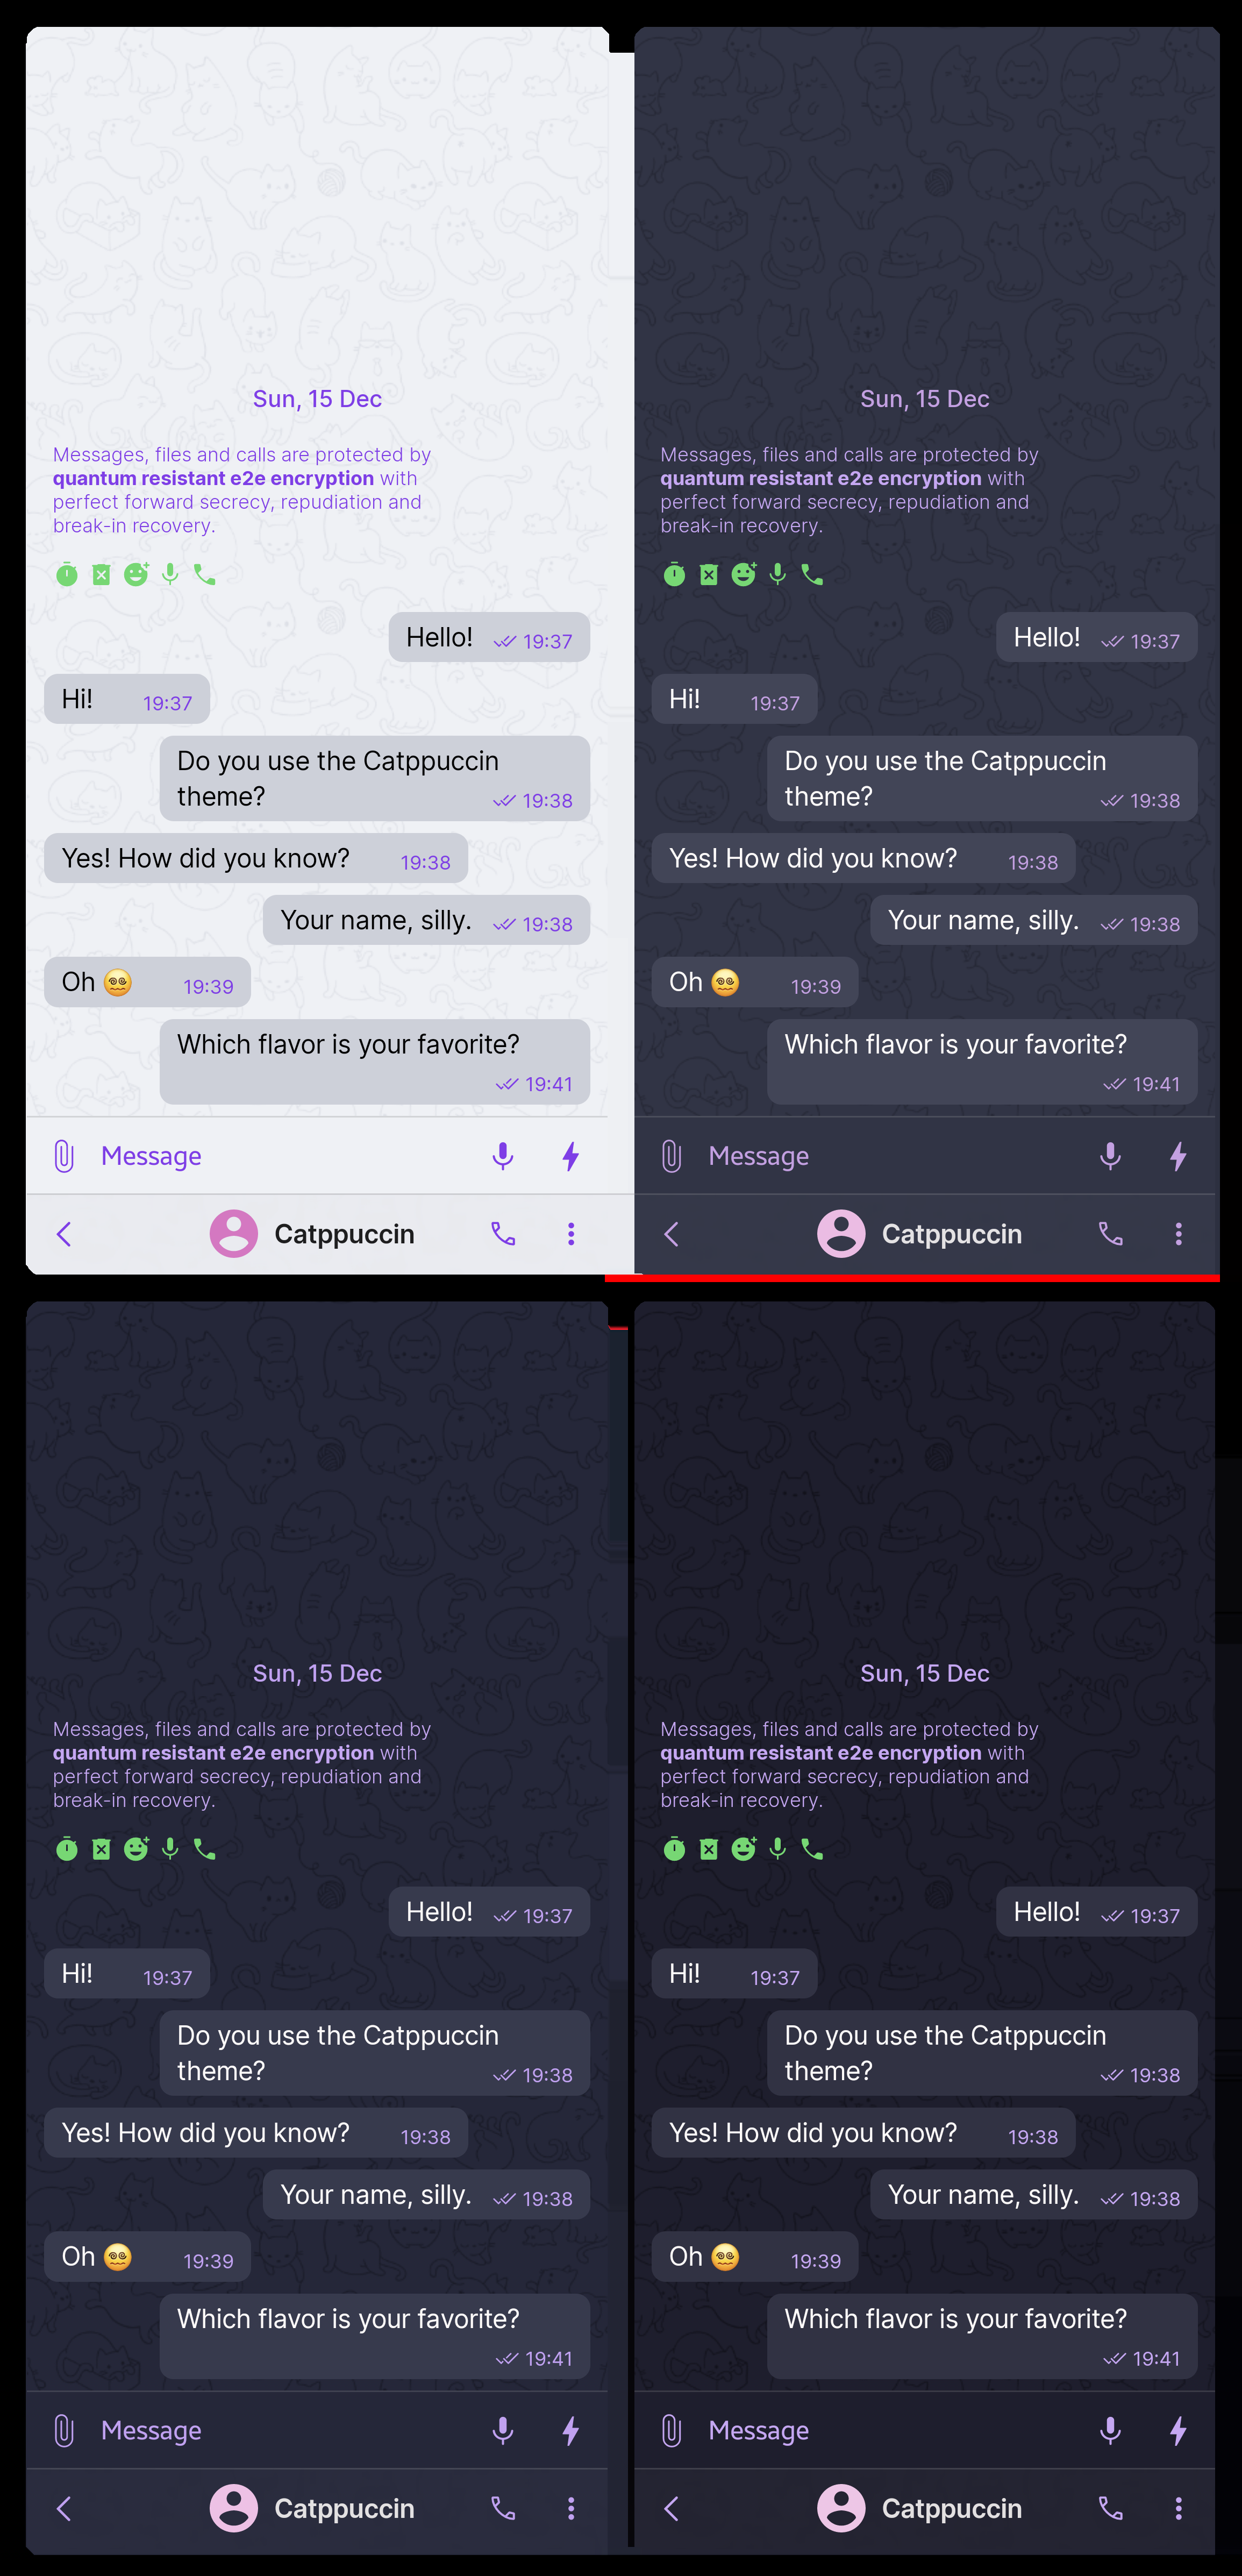 Sun, 15 Dec
Messages, files and calls are protected by
quantum resistant e2e encryption with
perfect forward secrecy, repudiation and
break-in recovery.
Hello! 19:37
Hi! 19:37
Do you use the Catppuccin
theme? 19:38
Yes! How did you know? 19:38
Your name, silly. 19:38
Oh 😵‍💫 19:39
Which flavor is your favorite?
19:41
Message
Catppuccin
Sun, 15 Dec
Messages, files and calls are protected by
quantum resistant e2e encryption with
perfect forward secrecy, repudiation and
break-in recovery.
Hello! 19:37
Hi! 19:37
Do you use the Catppuccin
theme? 19:38
Yes! How did you know? 19:38
Your name, silly. 19:38
Oh 😵‍💫 19:39
Which flavor is your favorite?
19:41
Message
Catppuccin
Sun, 15 Dec
Messages, files and calls are protected by
quantum resistant e2e encryption with
perfect forward secrecy, repudiation and
break-in recovery.
Hello! 19:37
Hi! 19:37
Do you use the Catppuccin
theme? 19:38
Yes! How did you know? 19:38
Your name, silly. 19:38
Oh 😵‍💫 19:39
Which flavor is your favorite?
19:41
Message
Catppuccin
Sun, 15 Dec
Messages, files and calls are protected by
quantum resistant e2e encryption with
perfect forward secrecy, repudiation and
break-in recovery.
Hello! 19:37
Hi! 19:37
Do you use the Catppuccin
theme? 19:38
Yes! How did you know? 19:38
Your name, silly. 19:38
Oh 😵‍💫 19:39
Which flavor is your favorite?
19:41
Message
Catppuccin